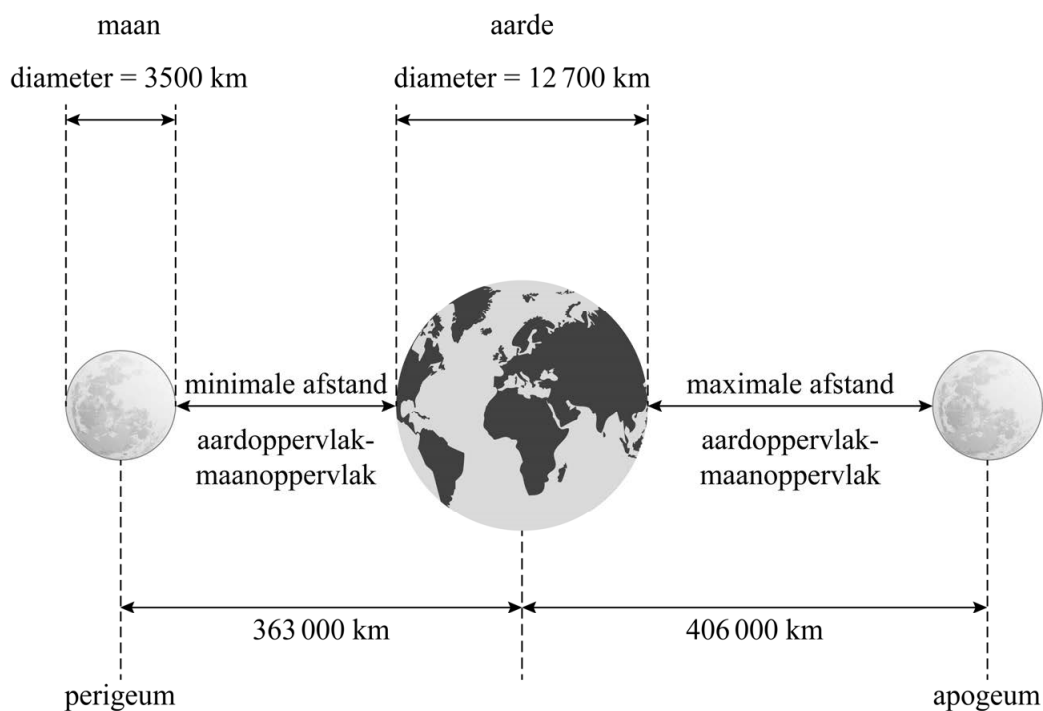 maan
aarde
diameter = 3500 km
diameter = 12 700 km
minimale afstand
aardoppervlak-
maanoppervlak
maximale afstand
aardoppervlak-
maanoppervlak
363 000 km
406 000 km
perigeum
apogeum